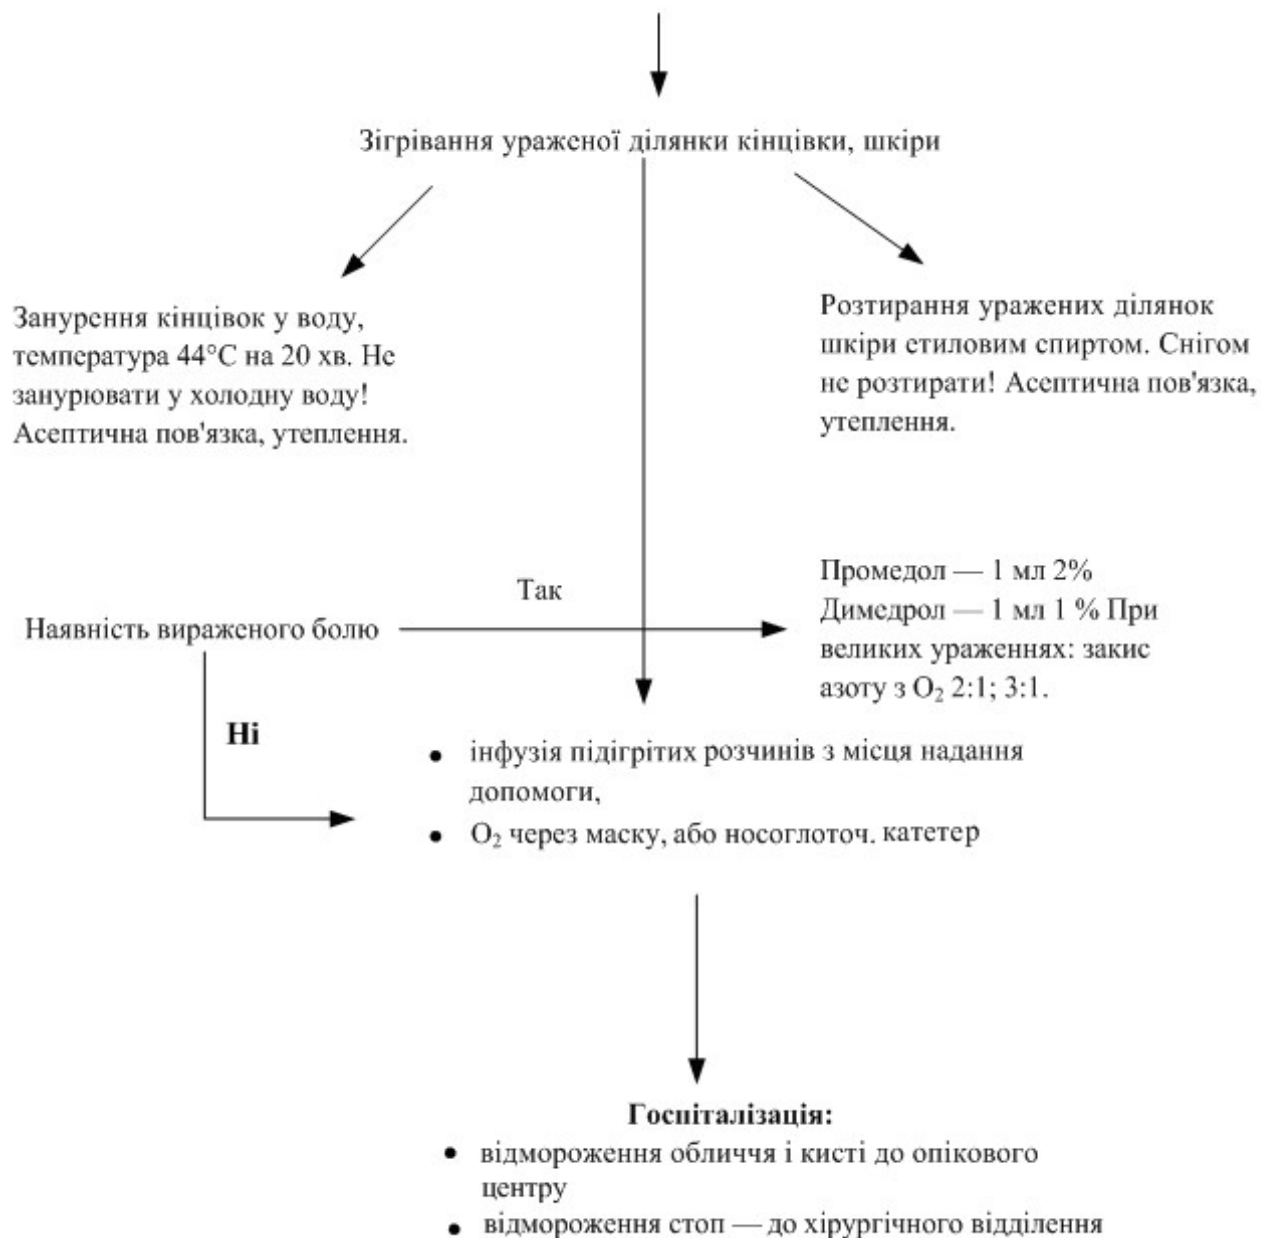 Зігрівання ураженої ділянки кінцівки, шкіри
Занурення кінцівок у воду,
температура 44°С на 20 хв. Не
занурювати у холодну воду!
Асептична пов'язка, утеплення.
Розтирання уражених ділянок
шкіри етиловим спиртом. Снігом
не розтирати! Асептична пов'язка,
утеплення.
Так
Наявність вираженого болю
Промедол — 1 мл 2%
Димедрол — 1 мл 1 % При
великих ураженнях: закис
азоту з O₂ 2:1; 3:1.
Ні
• інфузія підігрітих розчинів з місця надання
допомоги,
• O₂ через маску, або носоглоточ. катетер
Госпіталізація:
• відмороження обличчя і кисті до опікового
центру
• відмороження стоп — до хірургічного відділення